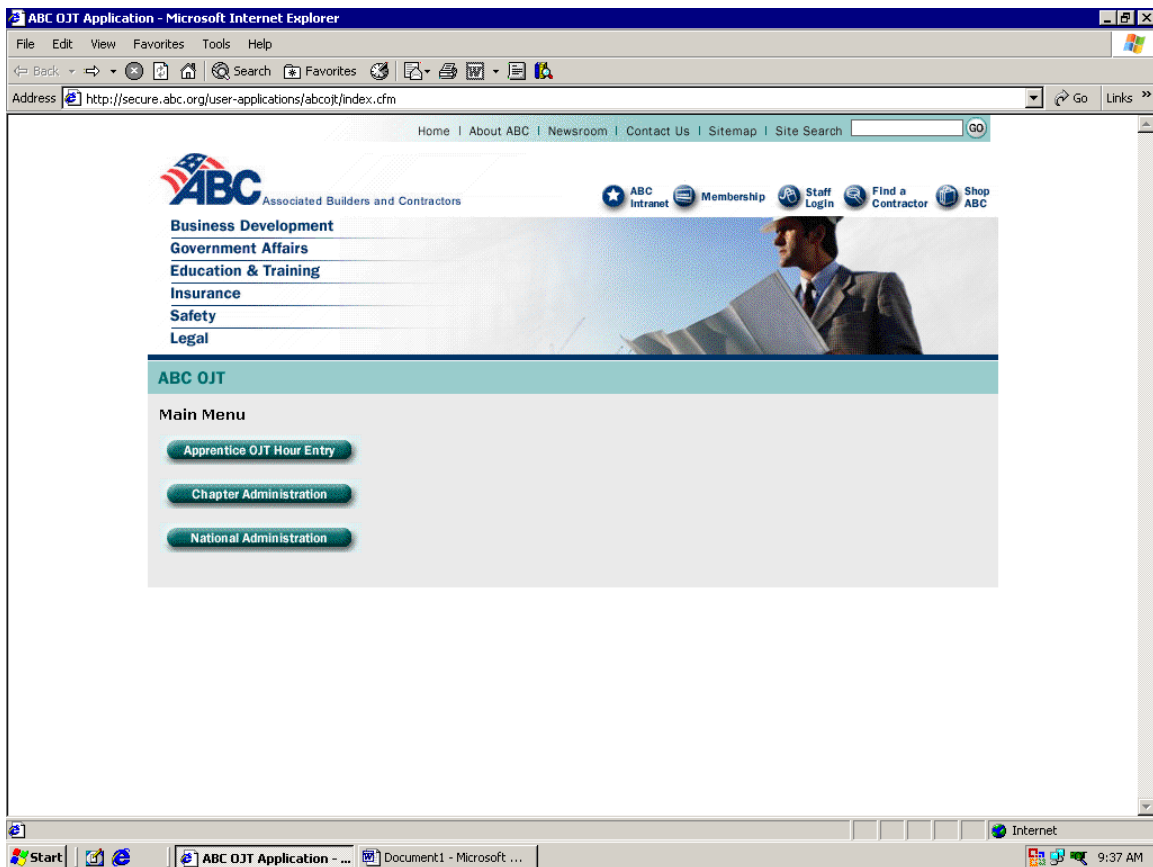 ABC OJT Application - Microsoft Internet Explorer
File Edit View Favorites Tools Help
Back Search Favorites
Address http://secure.abc.org/user-applications/abcojt/index.cfm Go Links »
Home | About ABC | Newsroom | Contact Us | Sitemap | Site Search GO
ABC Associated Builders and Contractors
ABC Intranet Membership Staff Login Find a Contractor Shop ABC
Business Development
Government Affairs
Education & Training
Insurance
Safety
Legal
ABC OJT
Main Menu
Apprentice OJT Hour Entry
Chapter Administration
National Administration
Internet
Start ABC OJT Application - ... Document1 - Microsoft ... 9:37 AM